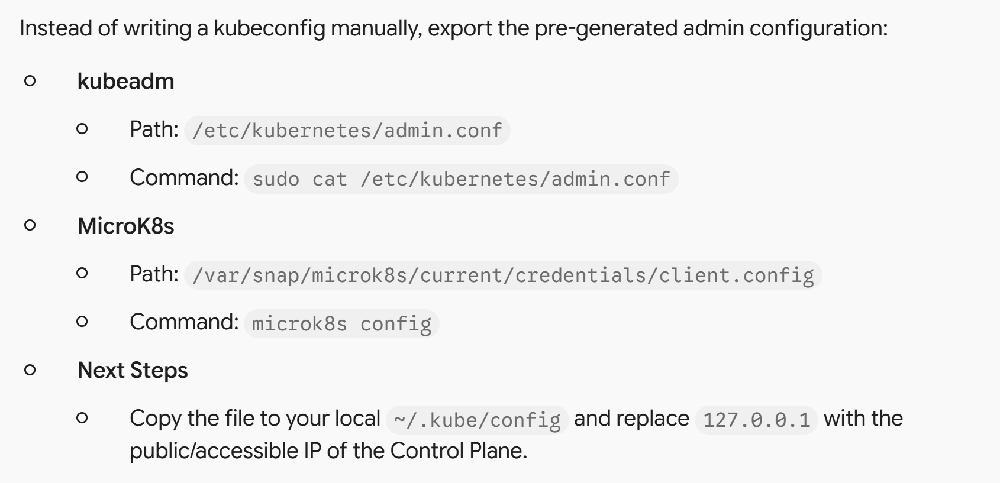 Instead of writing a kubeconfig manually, export the pre-generated admin configuration:
kubeadm
Path: /etc/kubernetes/admin.conf
Command: sudo cat /etc/kubernetes/admin.conf
MicroK8s
Path: /var/snap/microk8s/current/credentials/client.config
Command: microk8s config
Next Steps
Copy the file to your local ~/.kube/config and replace 127.0.0.1 with the
public/accessible IP of the Control Plane.